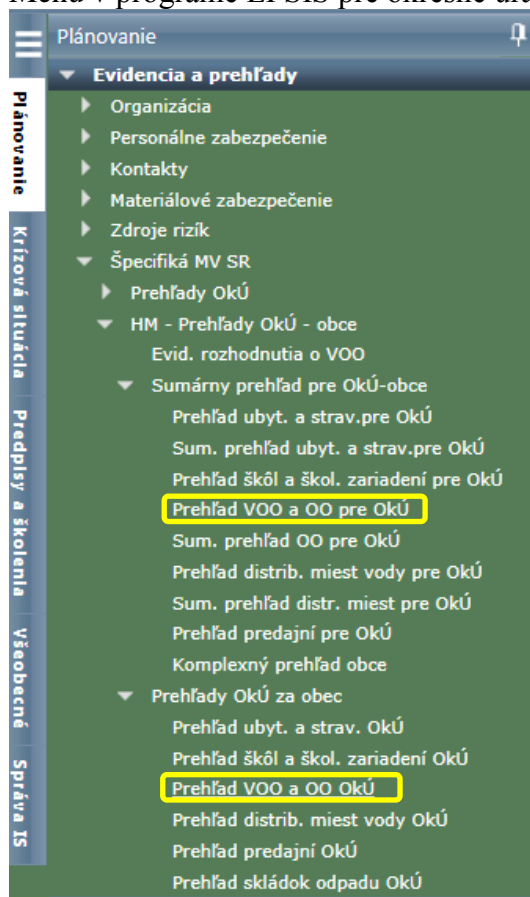 Plánovanie
Evidencia a prehľady
Organizácia
Personálne zabezpečenie
Kontakty
Materiálové zabezpečenie
Zdroje rizík
Špecifiká MV SR
Prehľady OkÚ
HM - Prehľady OkÚ - obce
Evid. rozhodnutia o VOO
Sumárny prehľad pre OkÚ-obce
Prehľad ubyt. a strav.pre OkÚ
Sum. prehľad ubyt. a strav.pre OkÚ
Prehľad škôl a škol. zariadení pre OkÚ
Prehľad VOO a OO pre OkÚ
Sum. prehľad OO pre OkÚ
Prehľad distrib. miest vody pre OkÚ
Sum. prehľad distr. miest pre OkÚ
Prehľad predajní pre OkÚ
Komplexný prehľad obce
Prehľady OkÚ za obec
Prehľad ubyt. a strav. OkÚ
Prehľad škôl a škol. zariadení OkÚ
Prehľad VOO a OO OkÚ
Prehľad distrib. miest vody OkÚ
Prehľad predajní OkÚ
Prehľad skládok odpadu OkÚ
Plánovanie
Krízová situácia
Predpisy a školenia
Všeobecné
Správa IS